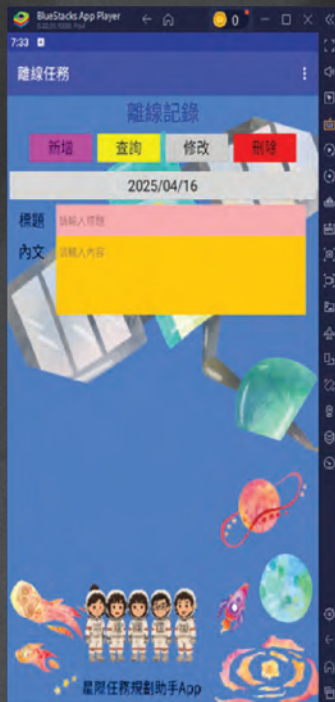 BlueStacks App Player
0
7:33
離線任務
離線記錄
新增 查詢 修改 刪除
2025/04/16
標題 請輸入標題
內文 請輸入內容
星際任務規劃助手App